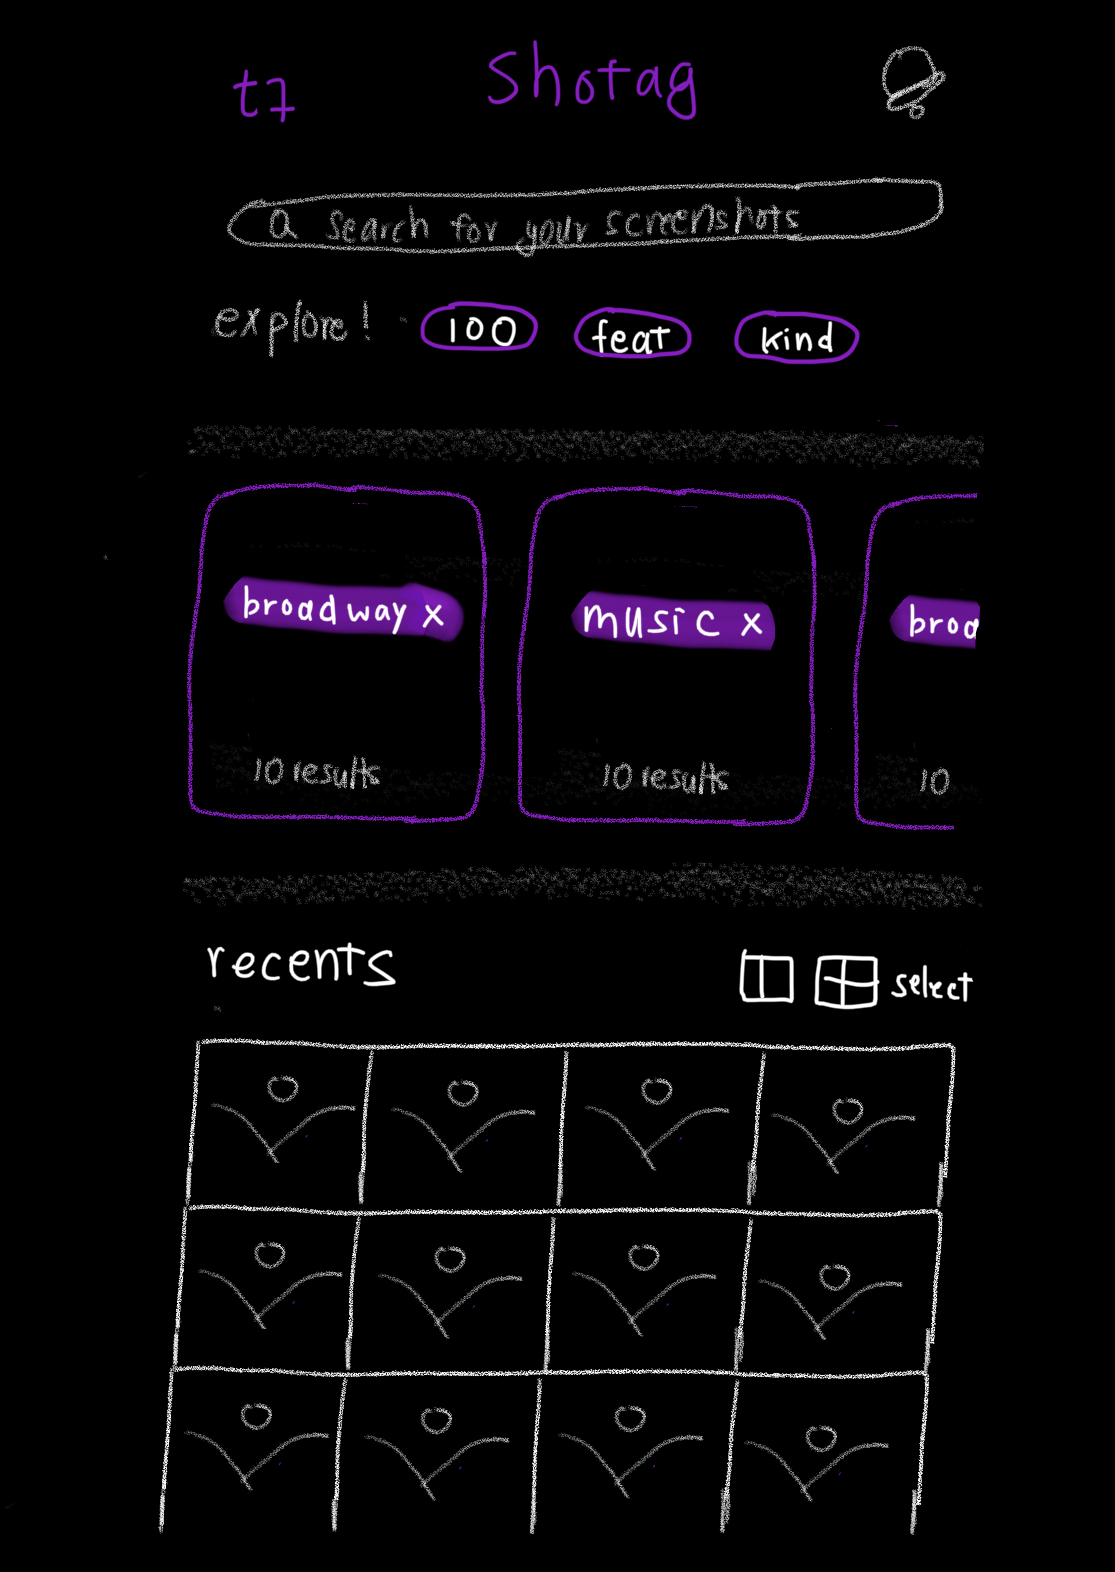 t7 Shotag
Search for your screenshots
explore! 100 feat kind
broadway x music x broa
10 results 10 results 10
recents select